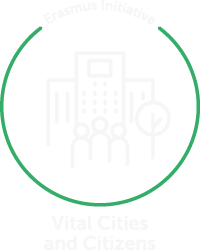 Erasmus Initiative
Vital Cities
and Citizens